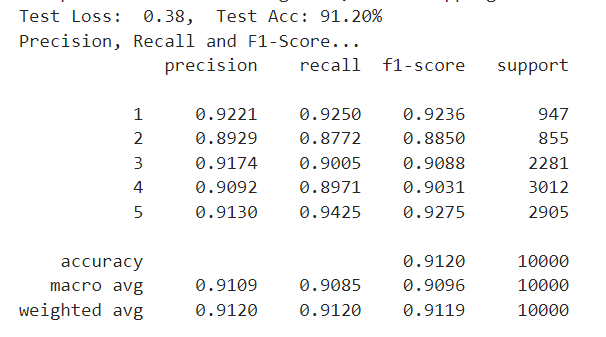 Test Loss:  0.38,  Test Acc: 91.20%
Precision, Recall and F1-Score...
              precision    recall  f1-score   support

           1     0.9221    0.9250    0.9236       947
           2     0.8929    0.8772    0.8850       855
           3     0.9174    0.9005    0.9088      2281
           4     0.9092    0.8971    0.9031      3012
           5     0.9130    0.9425    0.9275      2905

    accuracy                         0.9120     10000
   macro avg     0.9109    0.9085    0.9096     10000
weighted avg     0.9120    0.9120    0.9119     10000